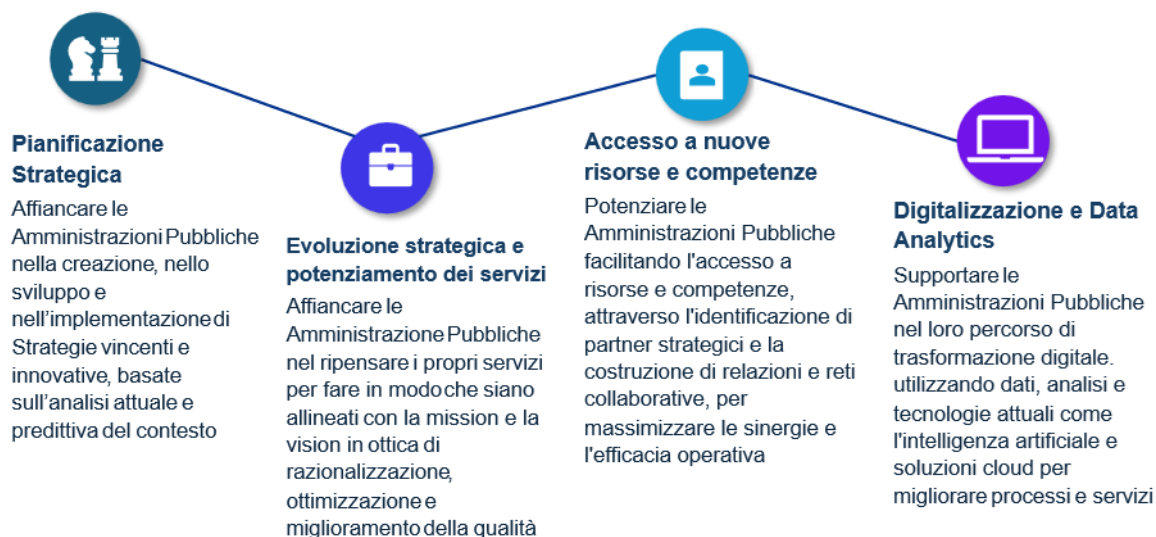 Pianificazione
Strategica
Affiancare le
Amministrazioni Pubbliche
nella creazione, nello
sviluppo e
nell’implementazione di
Strategie vincenti e
innovative, basate
sull’analisi attuale e
predittiva del contesto
Evoluzione strategica e
potenziamento dei servizi
Affiancare le
Amministrazione Pubbliche
nel ripensare i propri servizi
per fare in modo che siano
allineati con la mission e la
vision in ottica di
razionalizzazione,
ottimizzazione e
miglioramento della qualità
Accesso a nuove
risorse e competenze
Potenziare le
Amministrazioni Pubbliche
facilitando l'accesso a
risorse e competenze,
attraverso l'identificazione di
partner strategici e la
costruzione di relazioni e reti
collaborative, per
massimizzare le sinergie e
l'efficacia operativa
Digitalizzazione e Data
Analytics
Supportare le
Amministrazioni Pubbliche
nel loro percorso di
trasformazione digitale.
utilizzando dati, analisi e
tecnologie attuali come
l'intelligenza artificiale e
soluzioni cloud per
migliorare processi e servizi